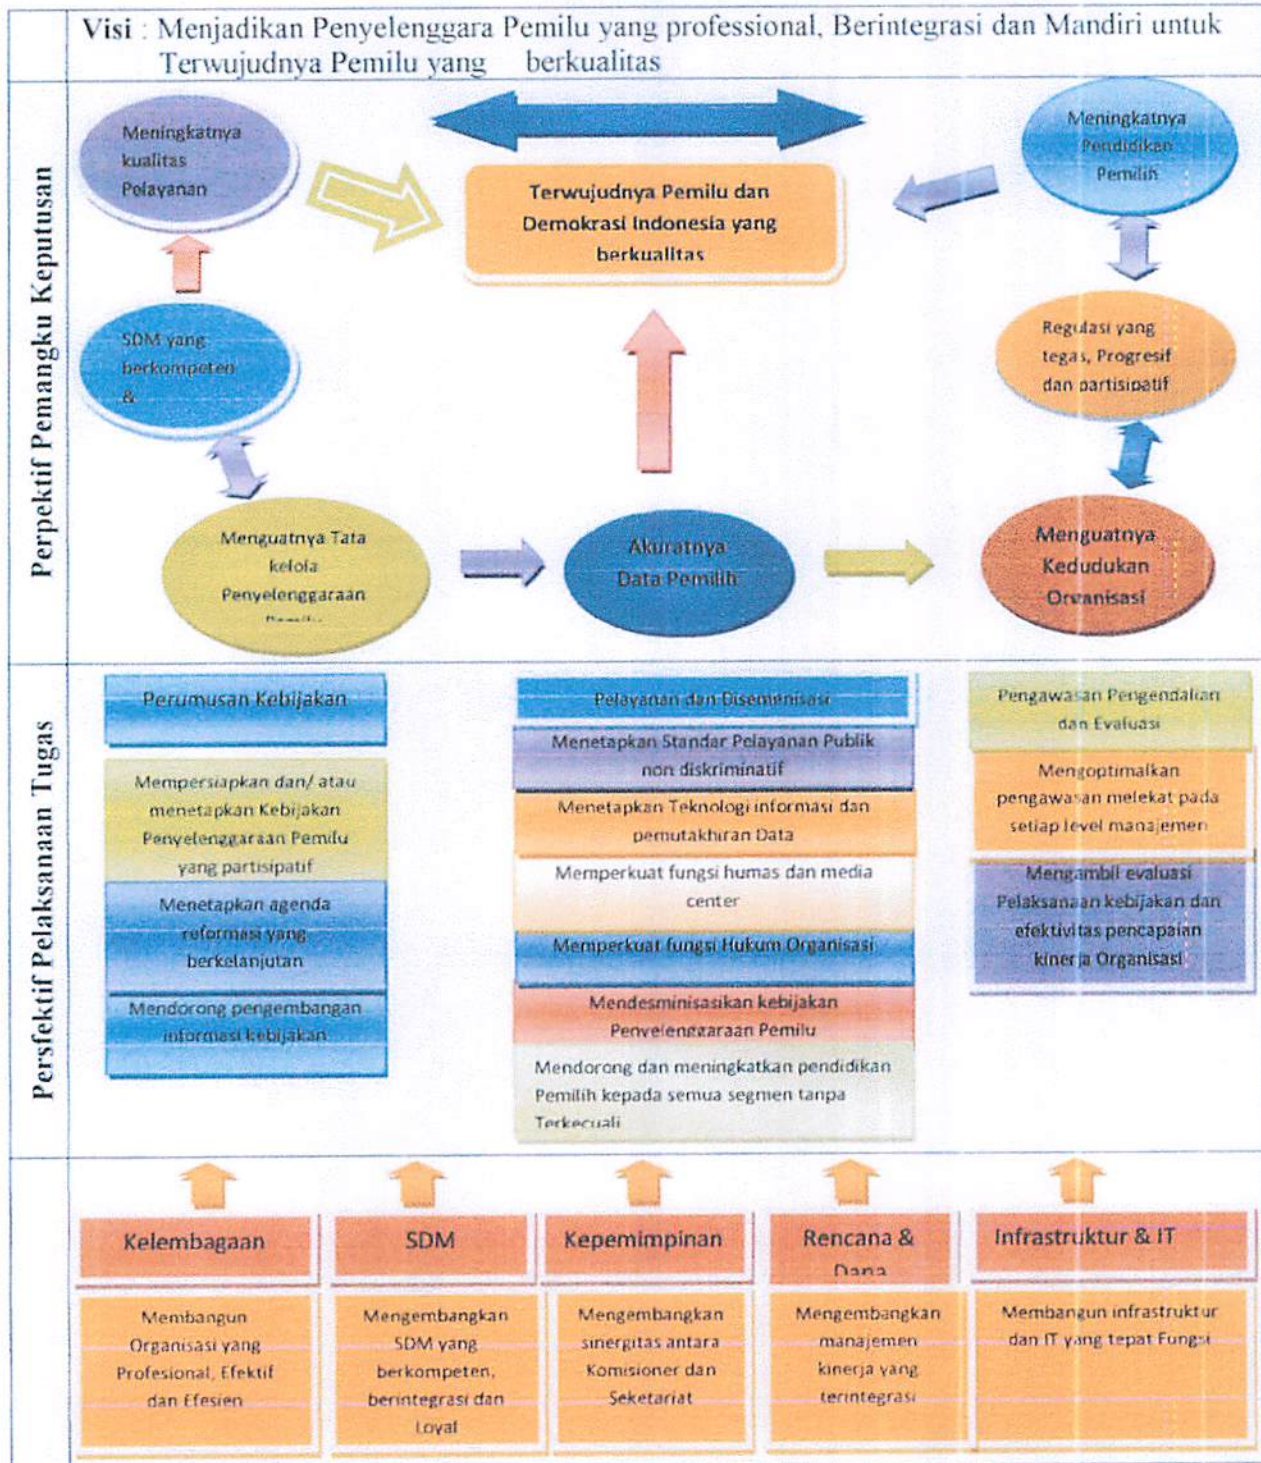 Visi : Menjadikan Penyelenggara Pemilu yang professional, Berintegrasi dan Mandiri untuk
Terwujudnya Pemilu yang berkualitas
Perpektif Pemangku Keputusan
Meningkatnya
kualitas
Pelayanan
Terwujudnya Pemilu dan
Demokrasi Indonesia yang
berkualitas
Meningkatnya
Pendidikan
Pemilih
SDM yang
berkompeten
&
Regulasi yang
tegas, Progresif
dan partisipatif
Menguatnya Tata
kelola
Penyelenggaraan
Pemilu
Akuratnya
Data Pemilih
Menguatnya
Kedudukan
Organisasi
Persfektif Pelaksanaan Tugas
Perumusan Kebijakan
Mempersiapkan dan/ atau
menetapkan Kebijakan
Penyelenggaraan Pemilu
yang partisipatif
Menetapkan agenda
reformasi yang
berkelanjutan
Mendorong pengembangan
informasi kebijakan
Pelayanan dan Disemenisasi
Menetapkan Standar Pelayanan Publik
non diskriminatif
Menetapkan Teknologi informasi dan
pemutakhiran Data
Memperkuat fungsi humas dan media
center
Memperkuat fungsi Hukum Organisasi
Mendesminisasikan kebijakan
Penyelenggaraan Pemilu
Mendorong dan meningkatkan pendidikan
Pemilih kepada semua segmen tanpa
Terkecuali
Pengawasan Pengendalian
dan Evaluasi
Mengoptimalkan
pengawasan melekat pada
setiap level manajemen
Mengambil evaluasi
Pelaksanaan kebijakan dan
efektivitas pencapaian
kinerja Organisasi
Kelembagaan
Membangun
Organisasi yang
Profesional, Efektif
dan Efesien
SDM
Mengembangkan
SDM yang
berkompeten,
berintegrasi dan
Loyal
Kepemimpinan
Mengembangkan
sinergitas antara
Komisioner dan
Seketariat
Rencana &
Dana
Mengembangkan
manajemen
kinerja yang
terintegrasi
Infrastruktur & IT
Membangun infrastruktur
dan IT yang tepat Fungsi